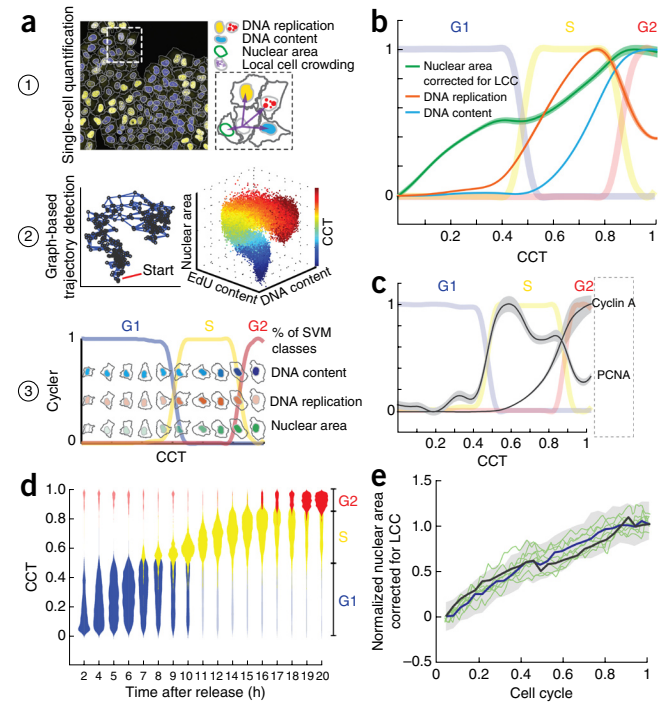 a
1
Single-cell quantification
DNA replication
DNA content
Nuclear area
Local cell crowding
2
Graph-based
trajectory detection
Start
Nuclear area
EdU content
DNA content
CCT
3
Cycler
1
0
G1
S
G2
% of SVM
classes
DNA content
DNA replication
Nuclear area
CCT
b
G1
S
G2
1
0
Nuclear area
corrected for LCC
DNA replication
DNA content
0.2
0.4
0.6
0.8
1
CCT
c
G1
S
G2
1
0
Cyclin A
PCNA
0.2
0.4
0.6
0.8
1
CCT
d
CCT
1.0
0.8
0.6
0.4
0.2
0
G2
S
G1
2 4 5 6 7 8 9 10 11 12 13 14 15 16 17 18 19 20
Time after release (h)
e
Normalized nuclear area
corrected for LCC
1.5
1.0
0.5
0
–0.5
0 0.2 0.4 0.6 0.8 1
Cell cycle